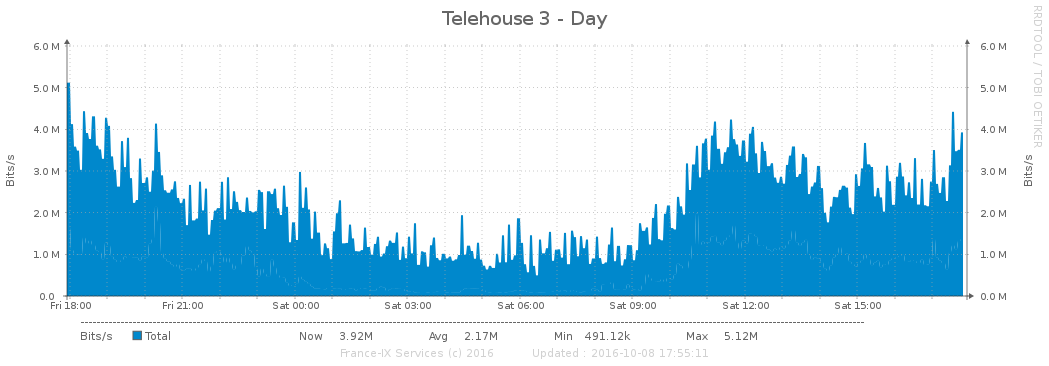 Telehouse 3 - Day
RRDTOOL / TOBI OETIKER
Bits/s
6.0 M
5.0 M
4.0 M
3.0 M
2.0 M
1.0 M
0.0
6.0 M
5.0 M
4.0 M
3.0 M
2.0 M
1.0 M
0.0 M
Bits/s
Fri 18:00 Fri 21:00 Sat 00:00 Sat 03:00 Sat 06:00 Sat 09:00 Sat 12:00 Sat 15:00
Bits/s Total Now 3.92M Avg 2.17M Min 491.12k Max 5.12M
France-IX Services (c) 2016 Updated : 2016-10-08 17:55:11